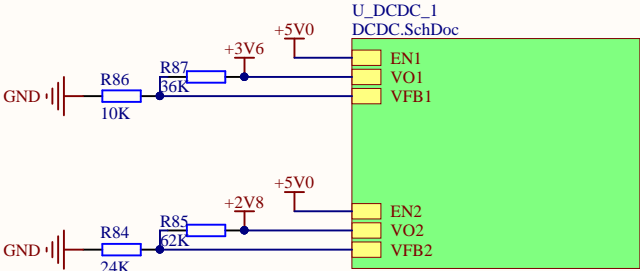 U_DCDC_1
DCDC.SchDoc
+5V0
+3V6
EN1
R87
VO1
36K
R86
GND
VFB1
10K
+5V0
+2V8
EN2
R85
VO2
62K
R84
GND
VFB2
24K